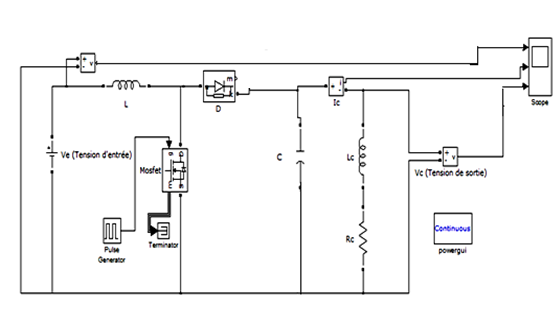 v
L
m
D
Ic
Scope
Ve (Tension d'entrée)
Mosfet
C
Lc
v
Vc (Tension de sortie)
Pulse
Generator
Terminator
Rc
Continuous
powergui